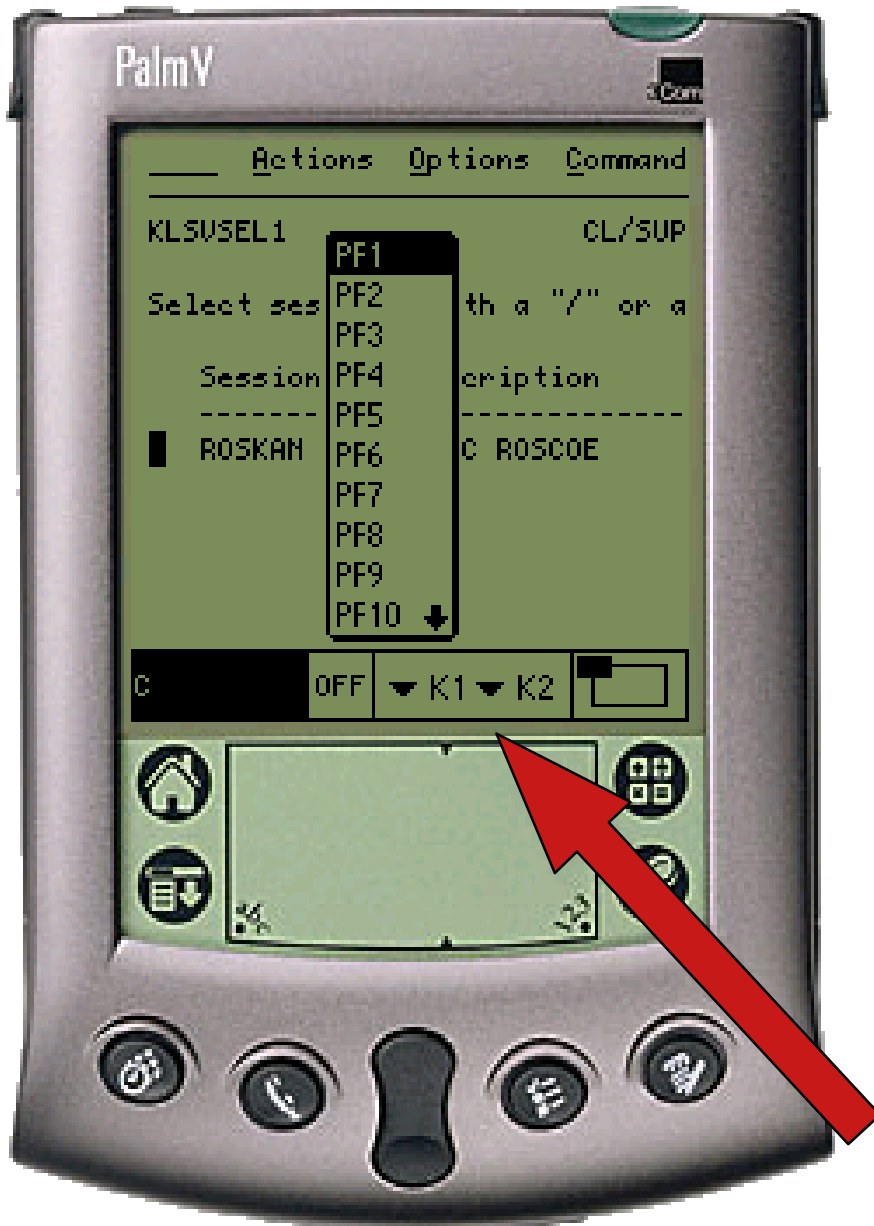 PalmV
3Com
Actions Options Command
KLSVSEL1 CL/SUP
PF1
Select ses PF2 th a "/" or a
PF3
Session PF4 cription
------- PF5 -------------
ROSKAN PF6 C ROSCOE
PF7
PF8
PF9
PF10
C OFF K1 K2
123